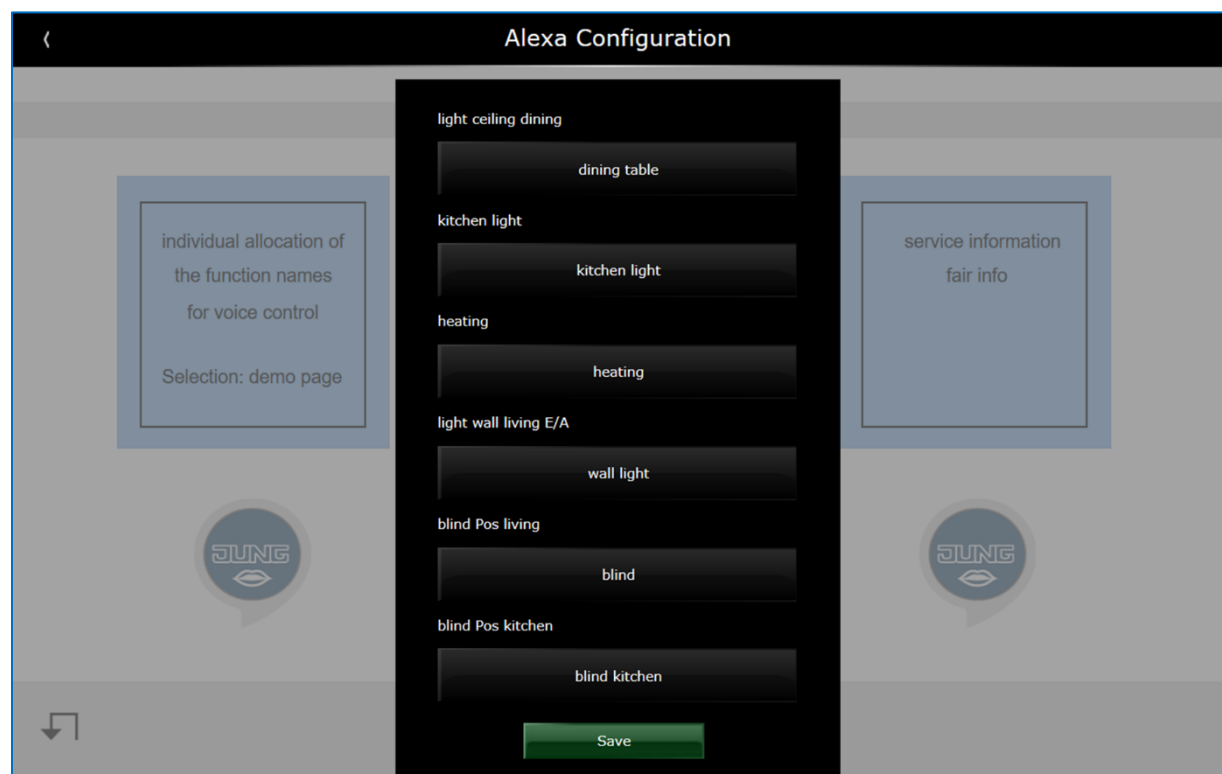 Alexa Configuration
individual allocation of
the function names
for voice control
Selection: demo page
JUNG
light ceiling dining
dining table
kitchen light
kitchen light
heating
heating
light wall living E/A
wall light
blind Pos living
blind
blind Pos kitchen
blind kitchen
Save
service information
fair info
JUNG